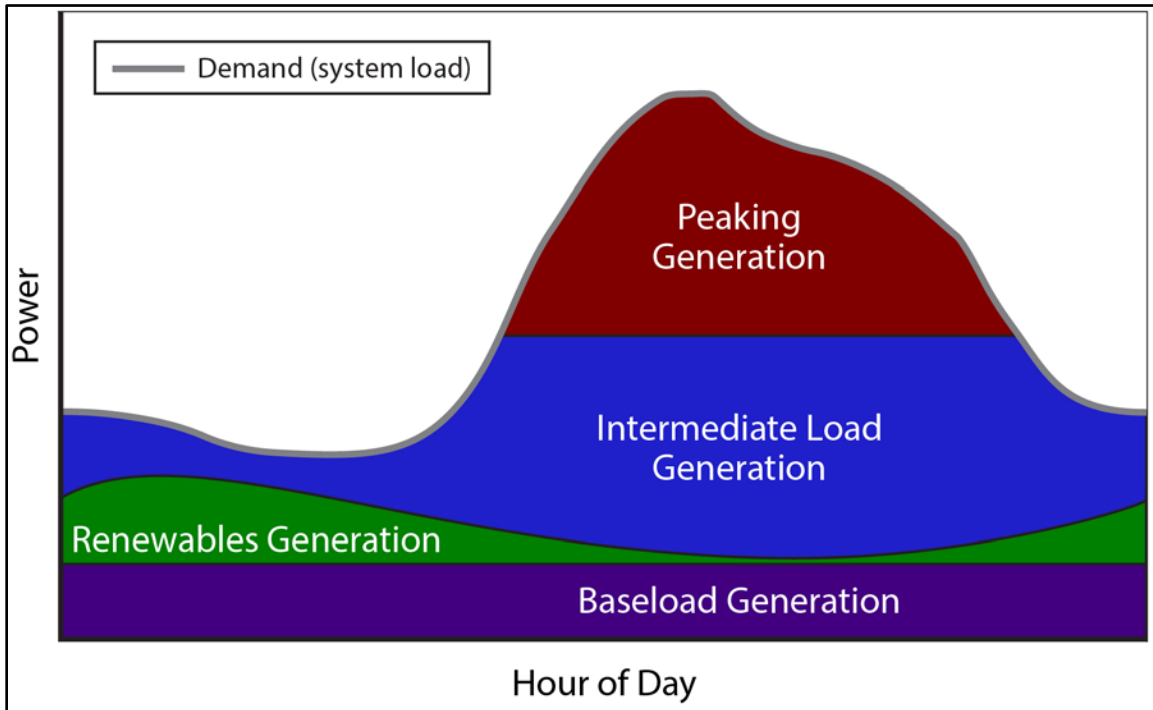 Demand (system load)
Power
Peaking
Generation
Intermediate Load
Generation
Renewables Generation
Baseload Generation
Hour of Day